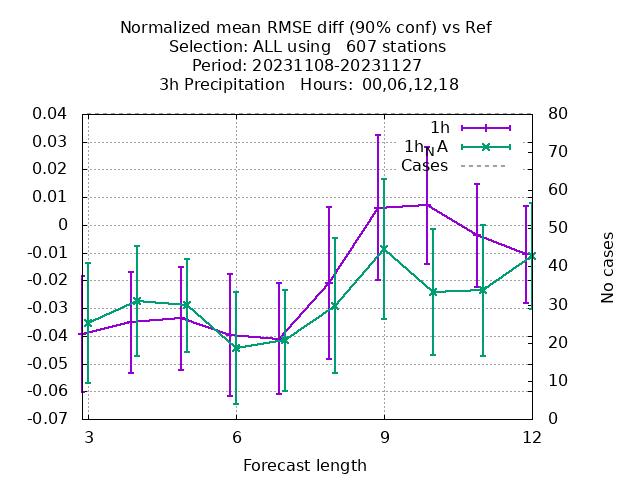 Normalized mean RMSE diff (90% conf) vs Ref
Selection: ALL using   607 stations
Period: 20231108-20231127
3h Precipitation   Hours:  00,06,12,18
0.04
0.03
0.02
0.01
0
-0.01
-0.02
-0.03
-0.04
-0.05
-0.06
-0.07
1h
1h_N A
Cases
80
70
60
50
40
30
20
10
0
No cases
3
6
9
12
Forecast length